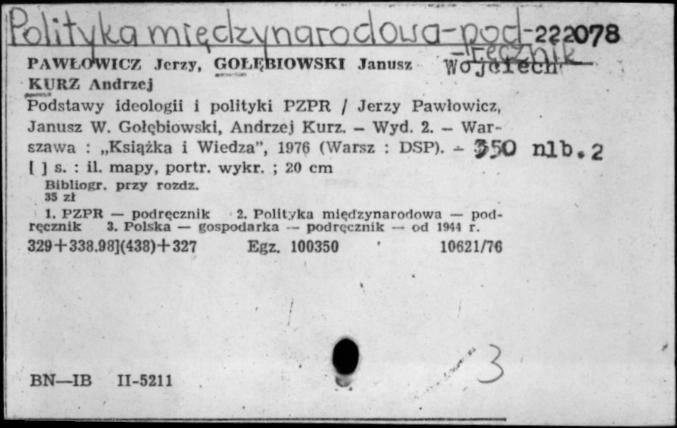 Polityka międzynarodowa-pod- 222078
-ręcznik
PAWŁOWICZ Jerzy, GOŁĘBIOWSKI Janusz Wojciech
KURZ Andrzej
Podstawy ideologii i polityki PZPR / Jerzy Pawłowicz,
Janusz W. Gołębiowski, Andrzej Kurz. — Wyd. 2. — War-
szawa : „Książka i Wiedza”, 1976 (Warsz : DSP). — 350 nlb. 2
[ ] s. : il. mapy, portr. wykr. ; 20 cm
Bibliogr. przy rozdz.
35 zł
1. PZPR — podręcznik 2. Polityka międzynarodowa — pod-
ręcznik 3. Polska — gospodarka — podręcznik — od 1944 r.
329+338.98](438)+327 Egz. 100350 10621/76
3
BN—IB II-5211